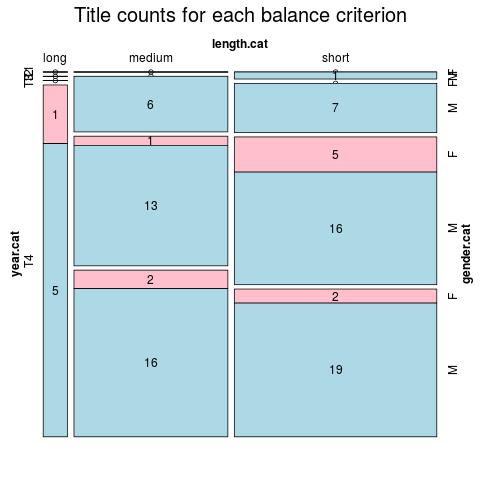 Title counts for each balance criterion
length.cat
long medium short
1
6
7
M
1
1
5
F
13
16
M
year.cat
T4
gender.cat
5
2
2
F
16
19
M